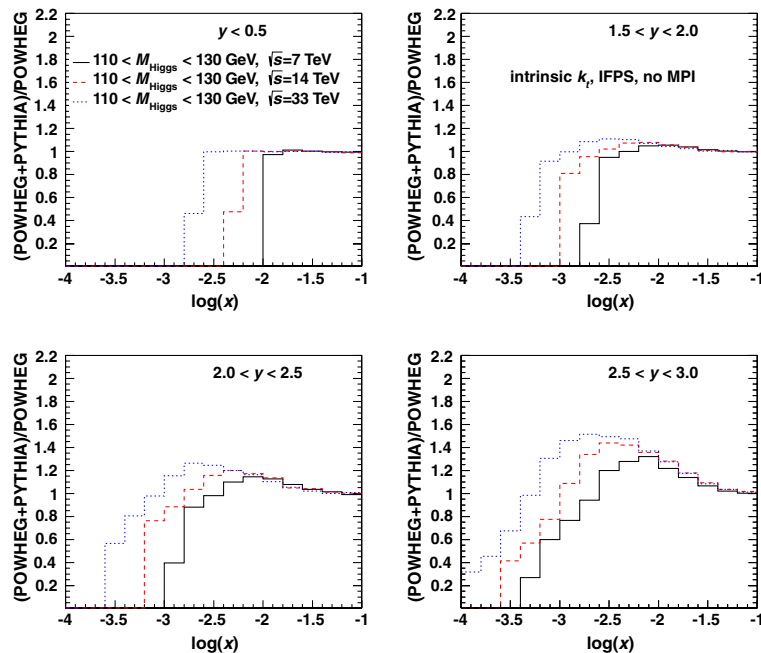 y < 0.5
110 < M_Higgs < 130 GeV, √s=7 TeV
110 < M_Higgs < 130 GeV, √s=14 TeV
110 < M_Higgs < 130 GeV, √s=33 TeV
(POWHEG+PYTHIA)/POWHEG
2.2
2
1.8
1.6
1.4
1.2
1
0.8
0.6
0.4
0.2
-4 -3.5 -3 -2.5 -2 -1.5 -1
log(x)
1.5 < y < 2.0
intrinsic k_t, IFPS, no MPI
(POWHEG+PYTHIA)/POWHEG
2.2
2
1.8
1.6
1.4
1.2
1
0.8
0.6
0.4
0.2
-4 -3.5 -3 -2.5 -2 -1.5 -1
log(x)
2.0 < y < 2.5
(POWHEG+PYTHIA)/POWHEG
2.2
2
1.8
1.6
1.4
1.2
1
0.8
0.6
0.4
0.2
-4 -3.5 -3 -2.5 -2 -1.5 -1
log(x)
2.5 < y < 3.0
(POWHEG+PYTHIA)/POWHEG
2.2
2
1.8
1.6
1.4
1.2
1
0.8
0.6
0.4
0.2
-4 -3.5 -3 -2.5 -2 -1.5 -1
log(x)